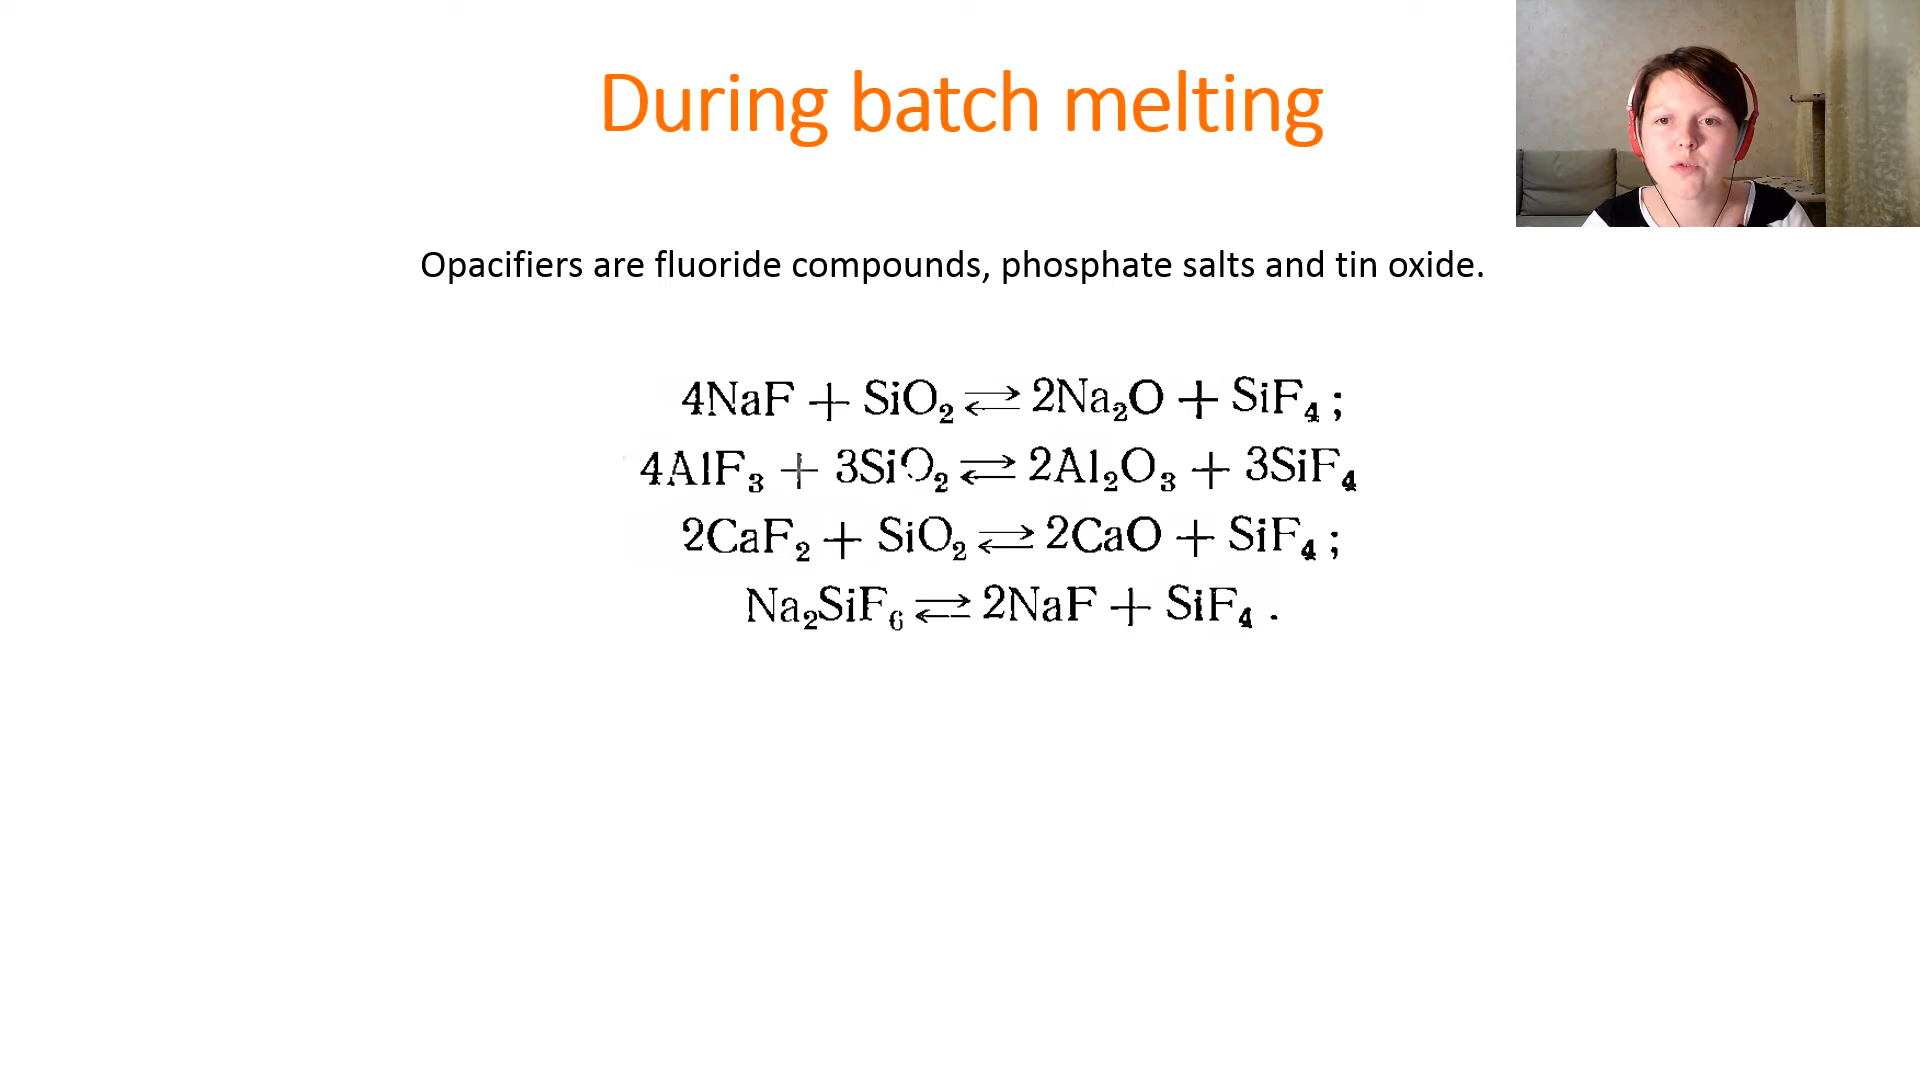 During batch melting
Opacifiers are fluoride compounds, phosphate salts and tin oxide.
4NaF + SiO₂ ⇄ 2Na₂O + SiF₄ ;
4AlF₃ + 3SiO₂ ⇄ 2Al₂O₃ + 3SiF₄
2CaF₂ + SiO₂ ⇄ 2CaO + SiF₄ ;
Na₂SiF₆ ⇄ 2NaF + SiF₄ .